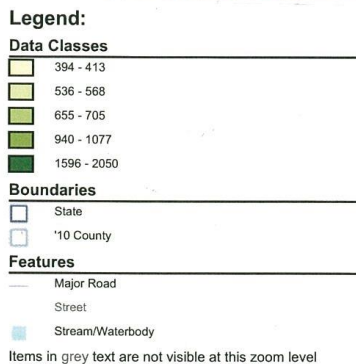 Legend:
Data Classes
394 - 413
536 - 568
655 - 705
940 - 1077
1596 - 2050
Boundaries
State
'10 County
Features
Major Road
Street
Stream/Waterbody
Items in grey text are not visible at this zoom level